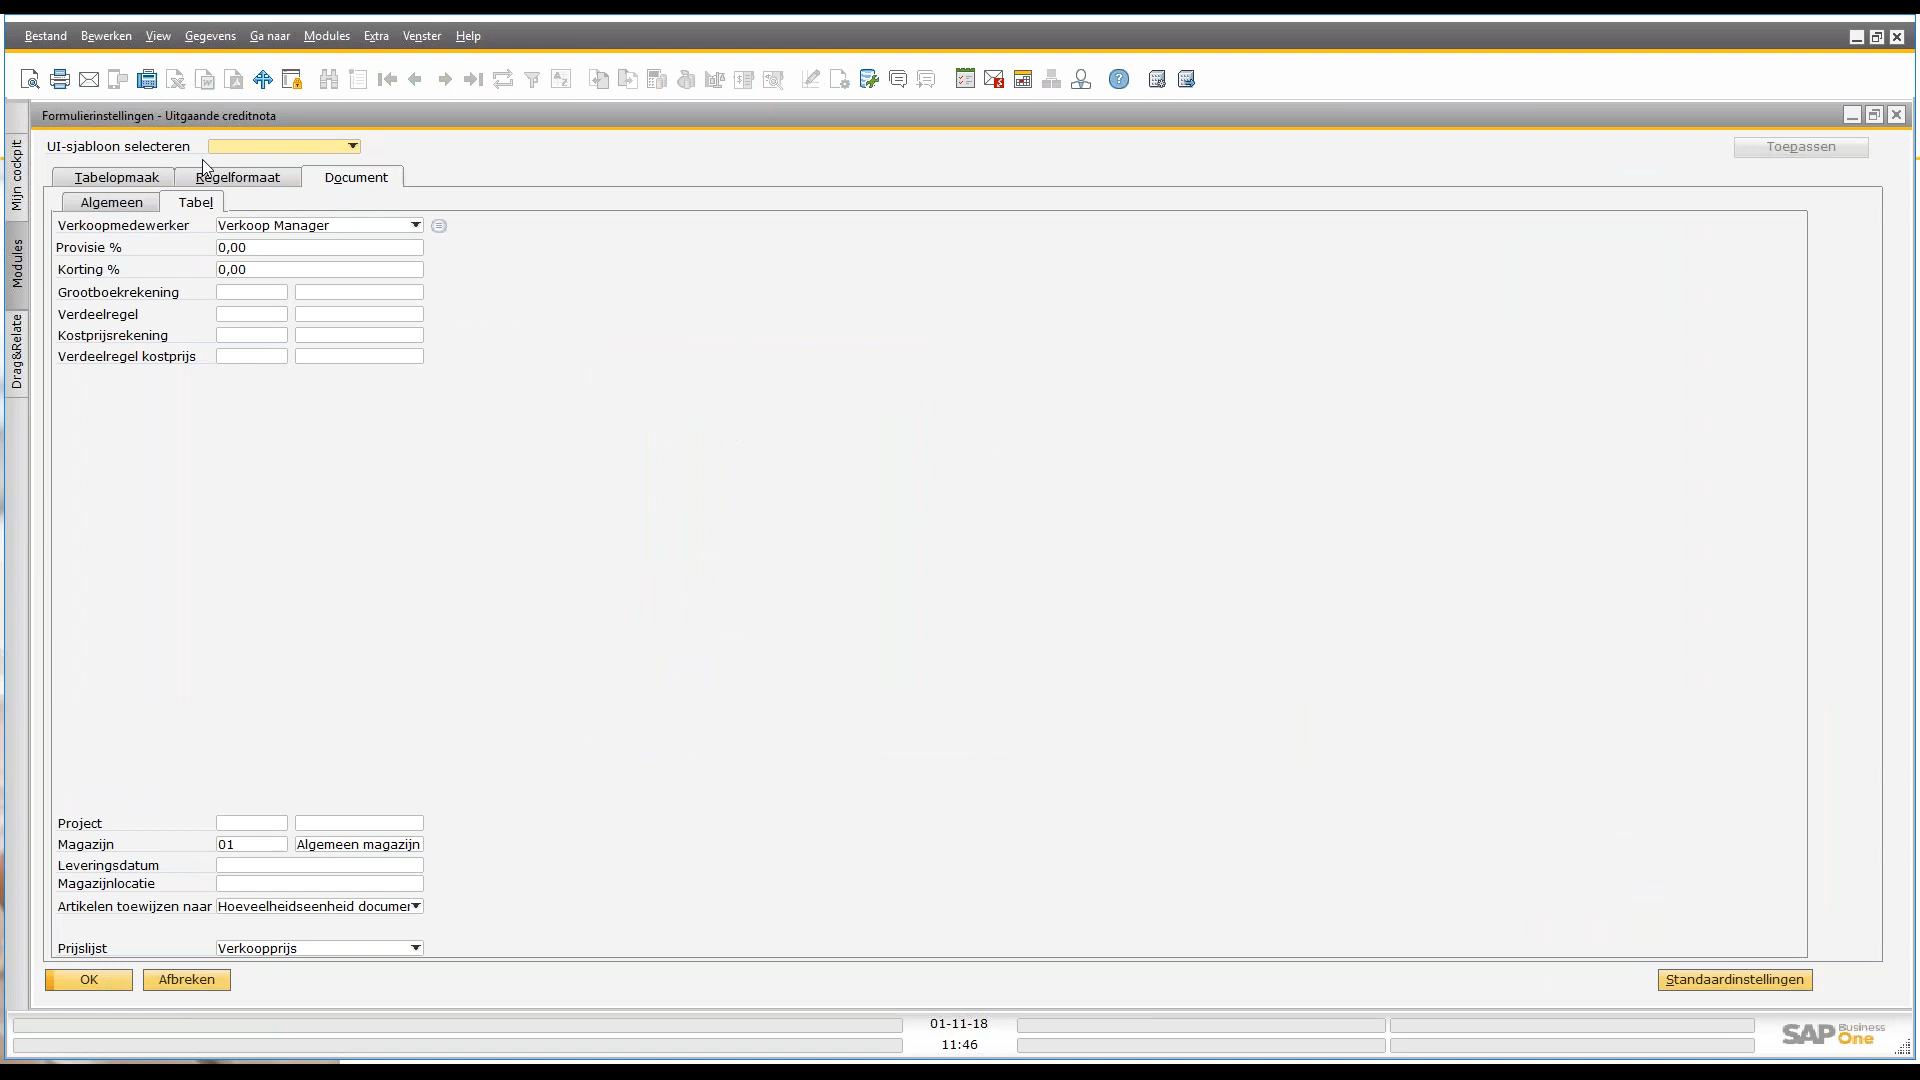 Bestand Bewerken View Gegevens Ga naar Modules Extra Venster Help
Formulierinstellingen - Uitgaande creditnota
UI-sjabloon selecteren
Toepassen
Tabelopmaak Regelformaat Document
Algemeen Tabel
Mijn cockpit
Modules
Drag&Relate
Verkoopmedewerker Verkoop Manager
Provisie % 0,00
Korting % 0,00
Grootboekrekening
Verdeelregel
Kostprijsrekening
Verdeelregel kostprijs
Project
Magazijn 01 Algemeen magazijn
Leveringsdatum
Magazijnlocatie
Artikelen toewijzen naar Hoeveelheidseenheid documer
Prijslijst Verkoopprijs
OK Afbreken Standaardinstellingen
01-11-18
11:46
SAP Business One